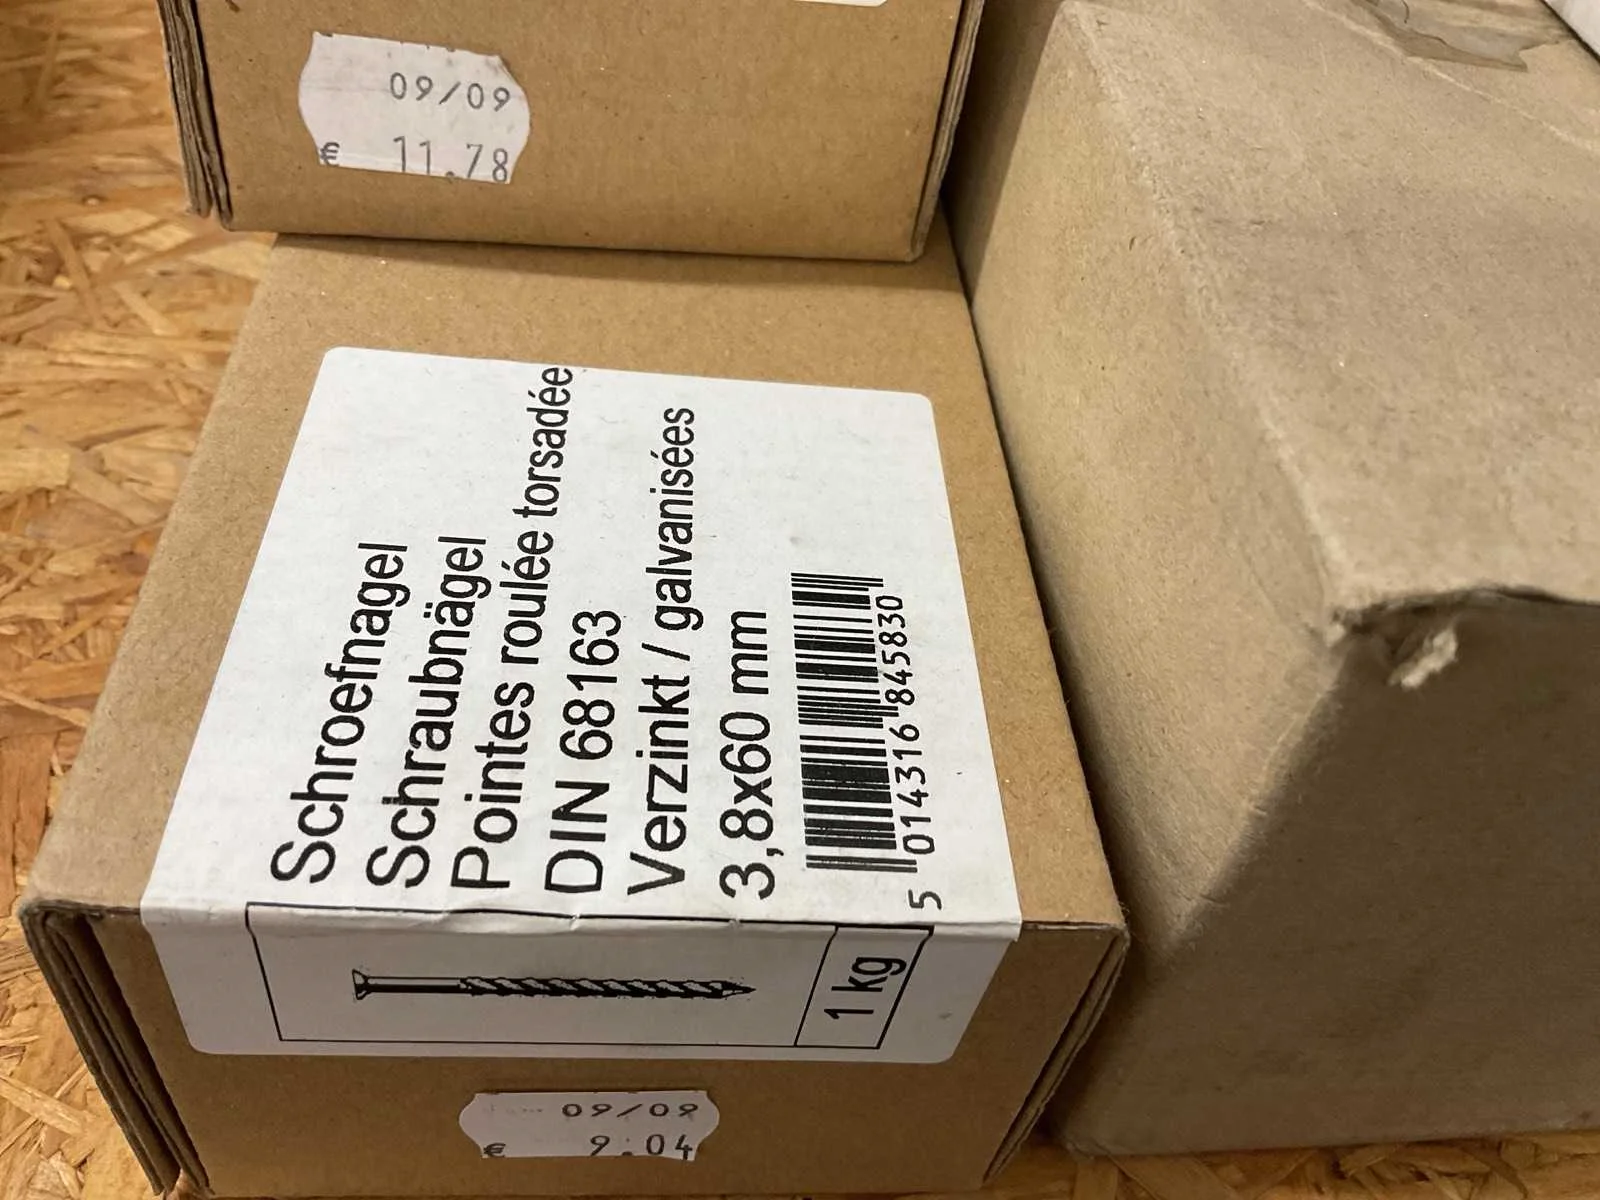 09/09
€ 11.78
Schroefnagel
Schraubnägel
Pointes roulée torsadée
DIN 68163
Verzinkt / galvanisées
3,8x60 mm
5 014316 845830
1 kg
09/09
€ 9.04